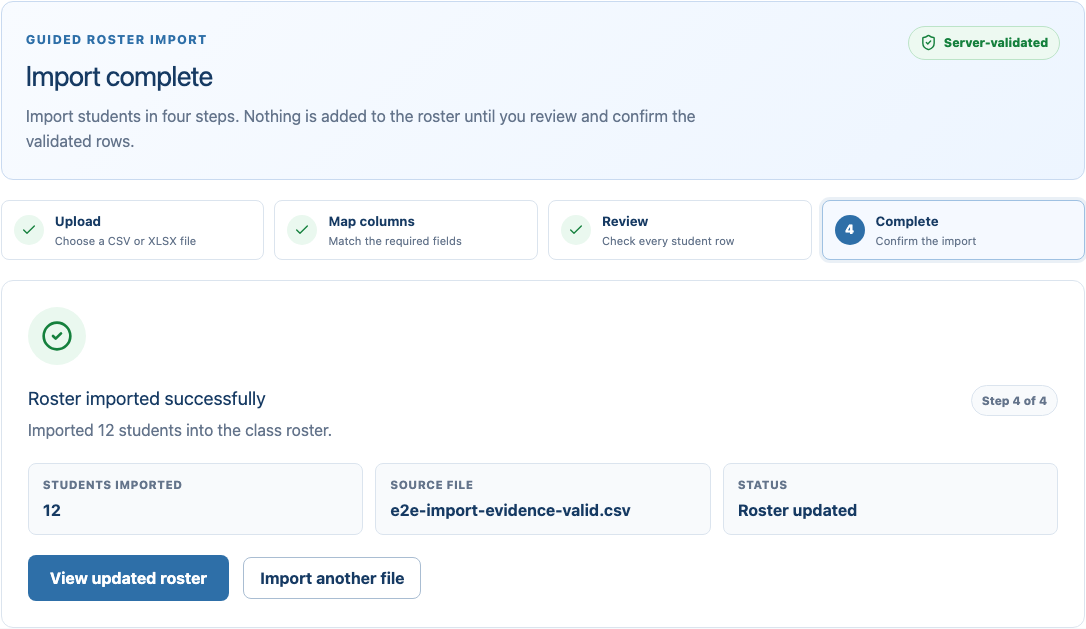 GUIDED ROSTER IMPORT
Server-validated
Import complete
Import students in four steps. Nothing is added to the roster until you review and confirm the
validated rows.
Upload
Choose a CSV or XLSX file
Map columns
Match the required fields
Review
Check every student row
4
Complete
Confirm the import
Roster imported successfully
Step 4 of 4
Imported 12 students into the class roster.
STUDENTS IMPORTED
12
SOURCE FILE
e2e-import-evidence-valid.csv
STATUS
Roster updated
View updated roster
Import another file